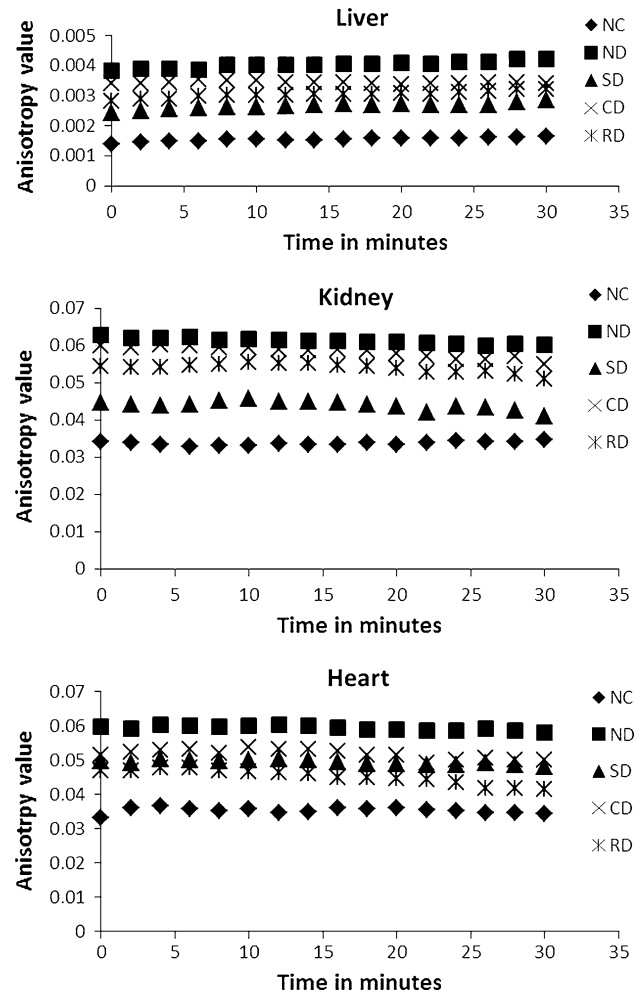 Liver
Anisotropy value
0.005
0.004
0.003
0.002
0.001
0
0 5 10 15 20 25 30 35
Time in minutes
NC
ND
SD
CD
RD
Kidney
Anisotropy value
0.07
0.06
0.05
0.04
0.03
0.02
0.01
0
0 5 10 15 20 25 30 35
Time in minutes
NC
ND
SD
CD
RD
Heart
Anisotrpy value
0.07
0.06
0.05
0.04
0.03
0.02
0.01
0
0 5 10 15 20 25 30 35
Time in minutes
NC
ND
SD
CD
RD